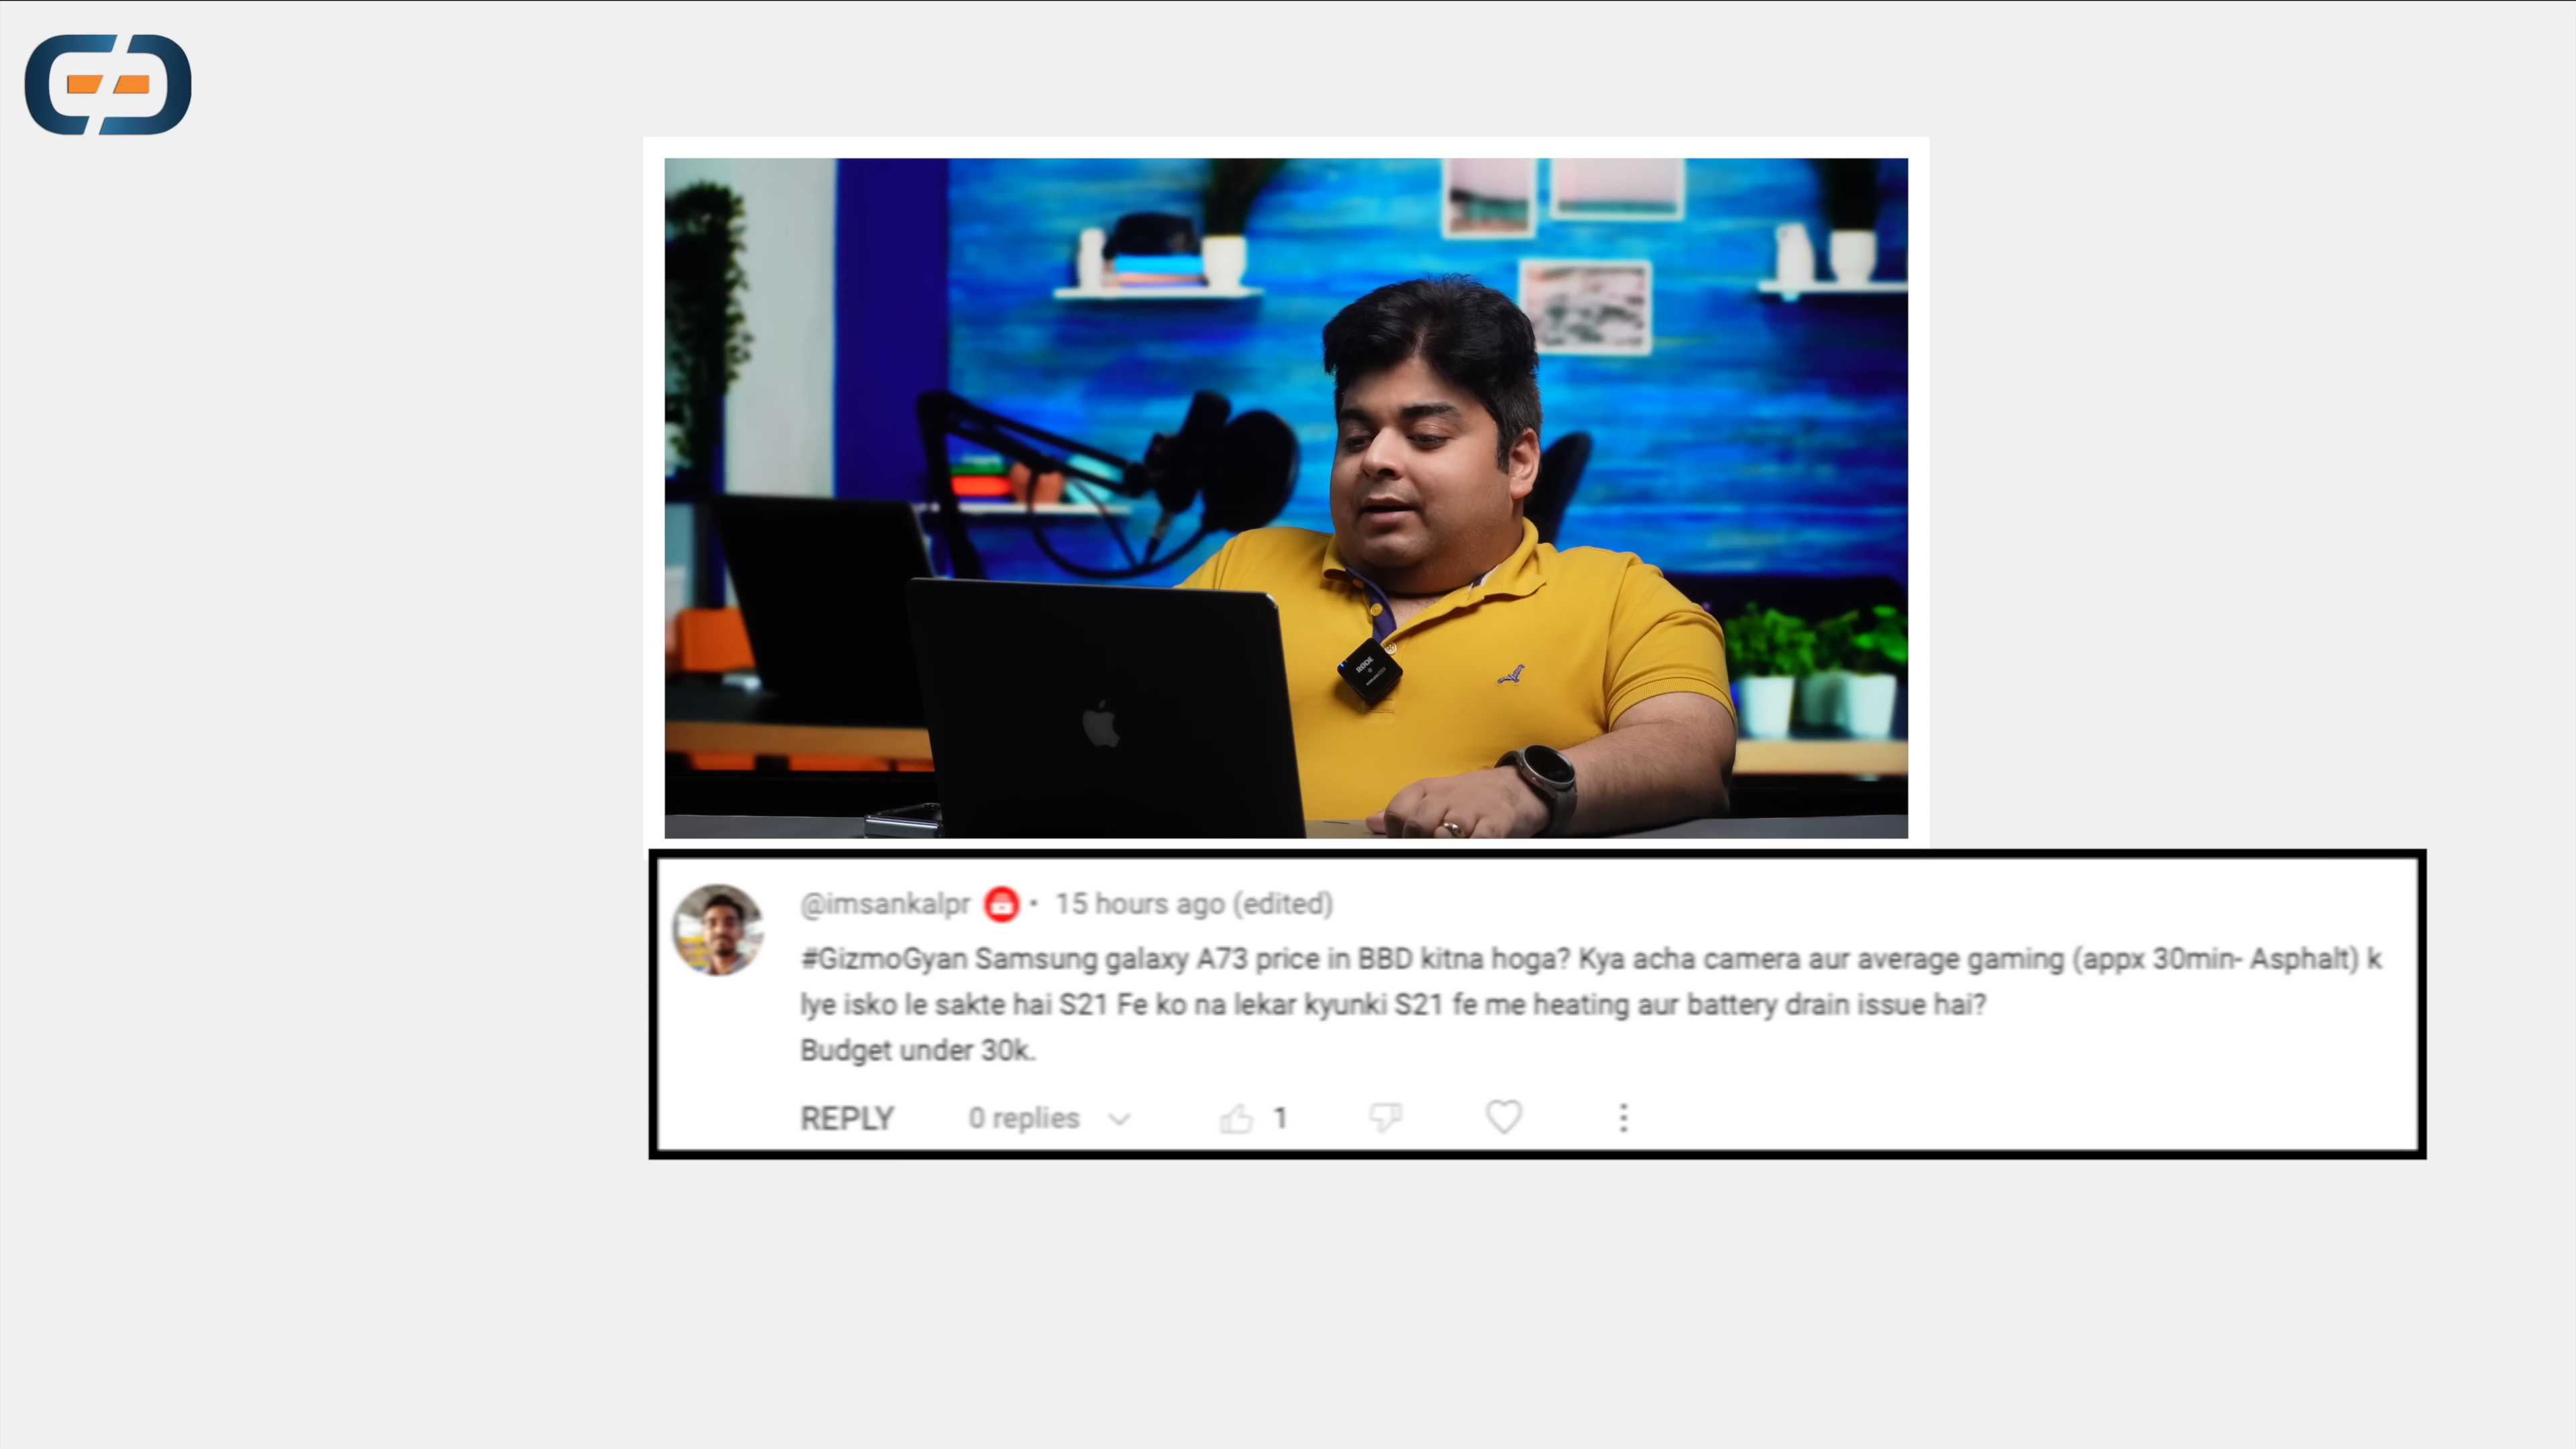 RØDE
@imsankalpr • 15 hours ago (edited)
#GizmoGyan Samsung galaxy A73 price in BBD kitna hoga? Kya acha camera aur average gaming (appx 30min- Asphalt) k
lye isko le sakte hai S21 Fe ko na lekar kyunki S21 fe me heating aur battery drain issue hai?
Budget under 30k.
REPLY 0 replies 1